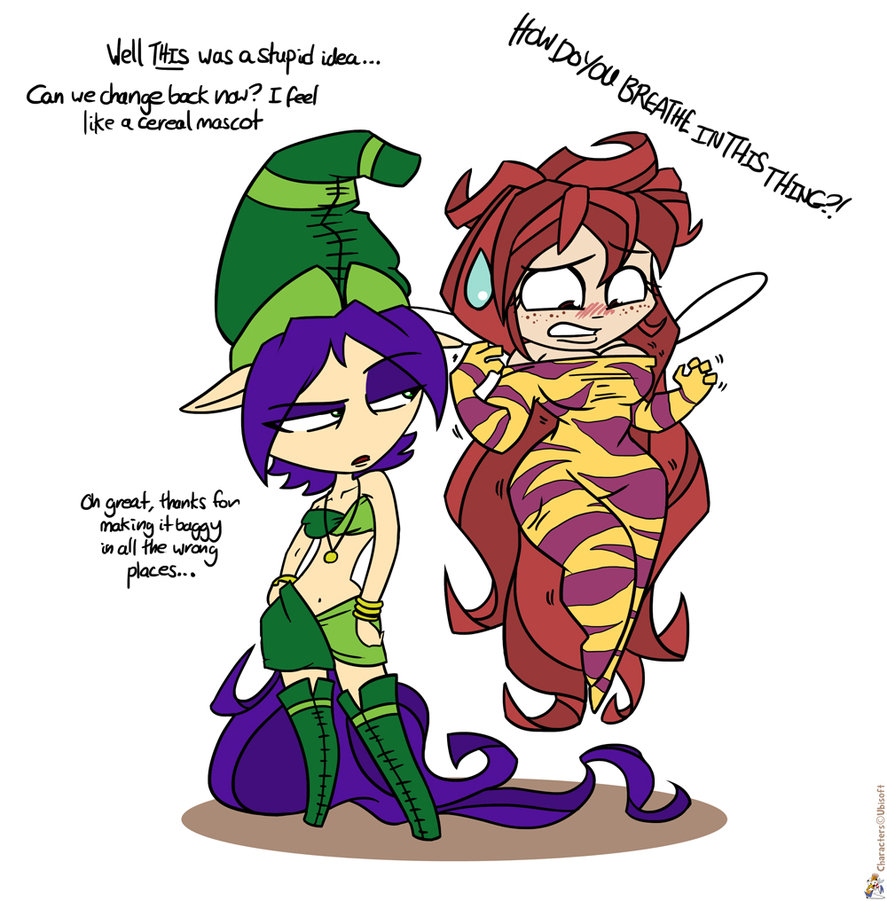 Well THIS was a stupid idea...
Can we change back now? I feel
like a cereal mascot
HOW DO YOU BREATHE IN THIS THING?!
Oh great, thanks for
making it baggy
in all the wrong
places...
Characters©Ubisoft